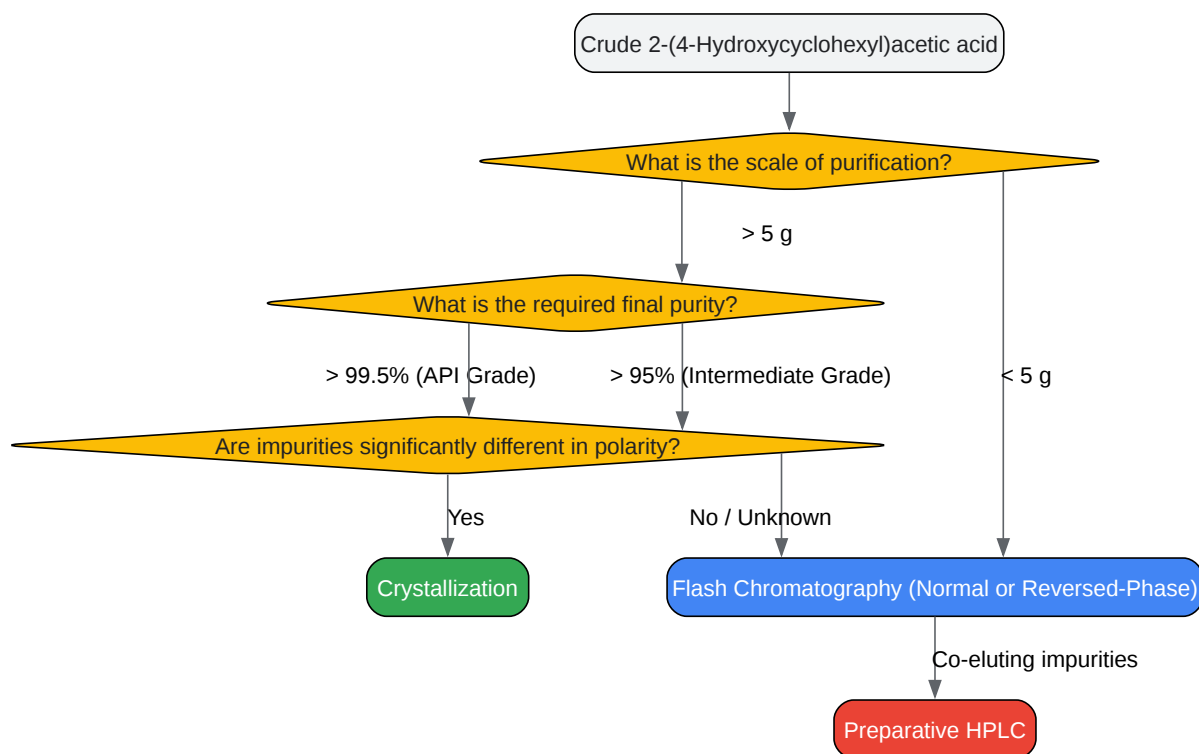 Crude 2-(4-Hydroxycyclohexyl)acetic acid
What is the scale of purification?
> 5 g
What is the required final purity?
> 99.5% (API Grade)
> 95% (Intermediate Grade)
< 5 g
Are impurities significantly different in polarity?
Yes
No / Unknown
Crystallization
Flash Chromatography (Normal or Reversed-Phase)
Co-eluting impurities
Preparative HPLC